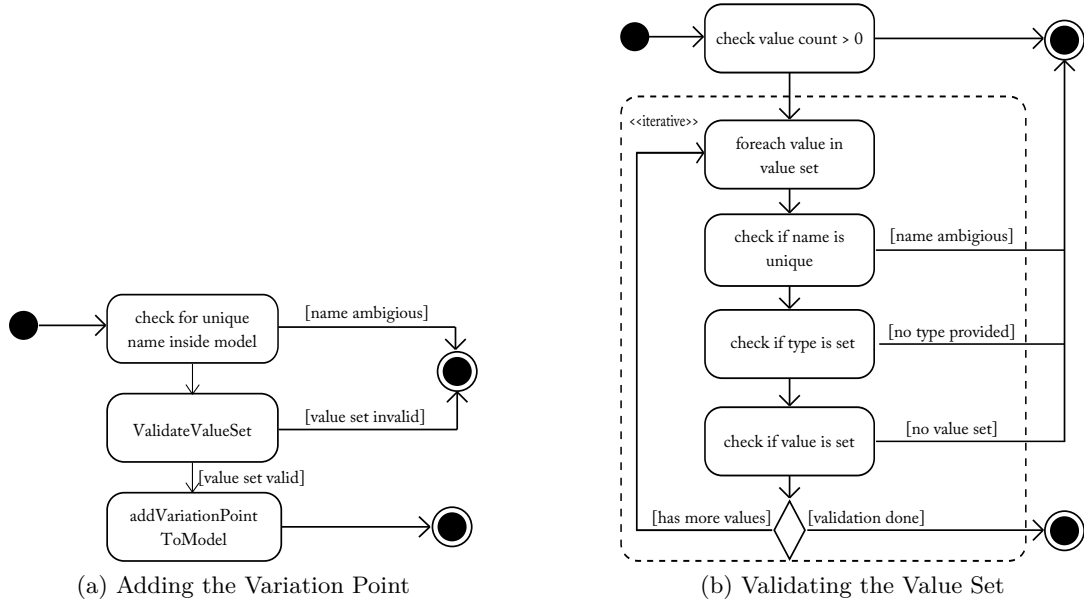 check for unique
name inside model
[name ambigious]
ValidateValueSet
[value set invalid]
[value set valid]
addVariationPoint
ToModel
(a) Adding the Variation Point
check value count > 0
<<iterative>>
foreach value in
value set
check if name is
unique
[name ambigious]
check if type is set
[no type provided]
check if value is set
[no value set]
[has more values]
[validation done]
(b) Validating the Value Set